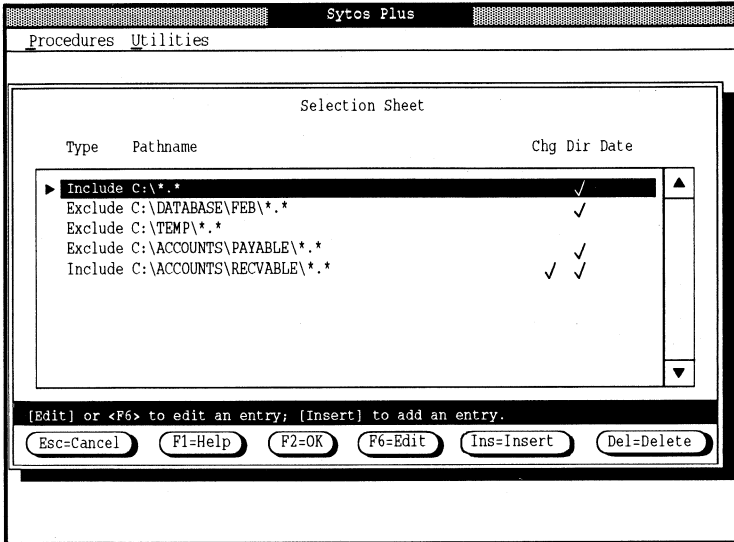 Sytos Plus
Procedures Utilities
Selection Sheet
Type Pathname Chg Dir Date
Include C:\*.*
Exclude C:\DATABASE\FEB\*.*
Exclude C:\TEMP\*.*
Exclude C:\ACCOUNTS\PAYABLE\*.*
Include C:\ACCOUNTS\RECVABLE\*.*
[Edit] or <F6> to edit an entry; [Insert] to add an entry.
Esc=Cancel F1=Help F2=OK F6=Edit Ins=Insert Del=Delete